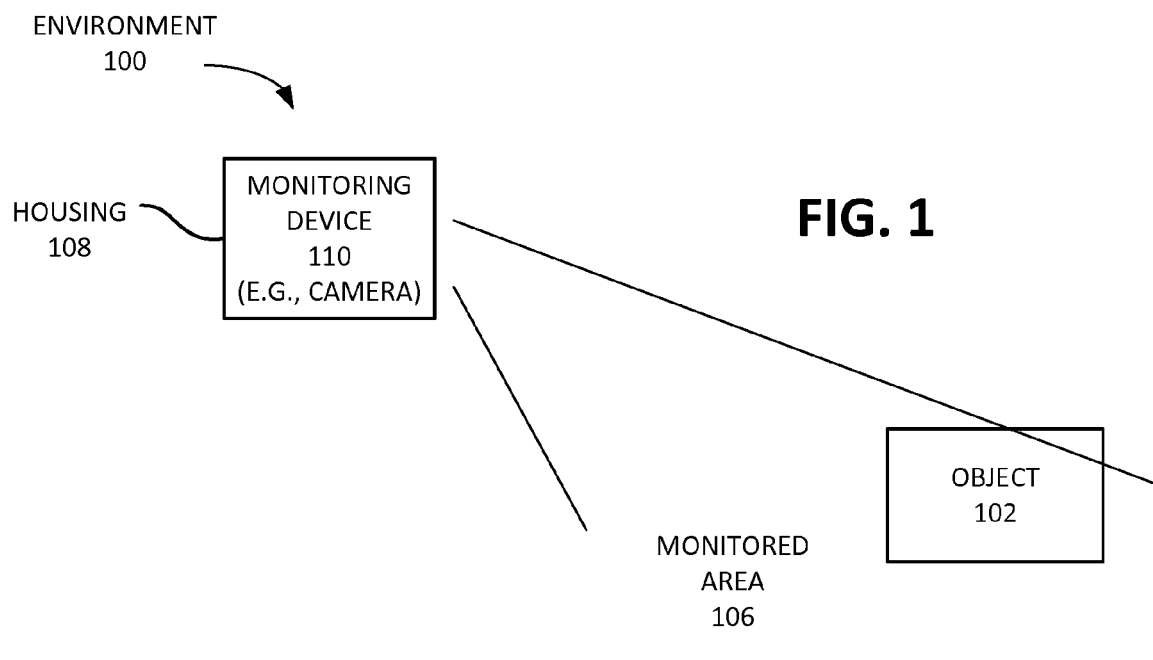 ENVIRONMENT
100
MONITORING
DEVICE
110
(E.G., CAMERA)
HOUSING
108
FIG. 1
OBJECT
102
MONITORED
AREA
106